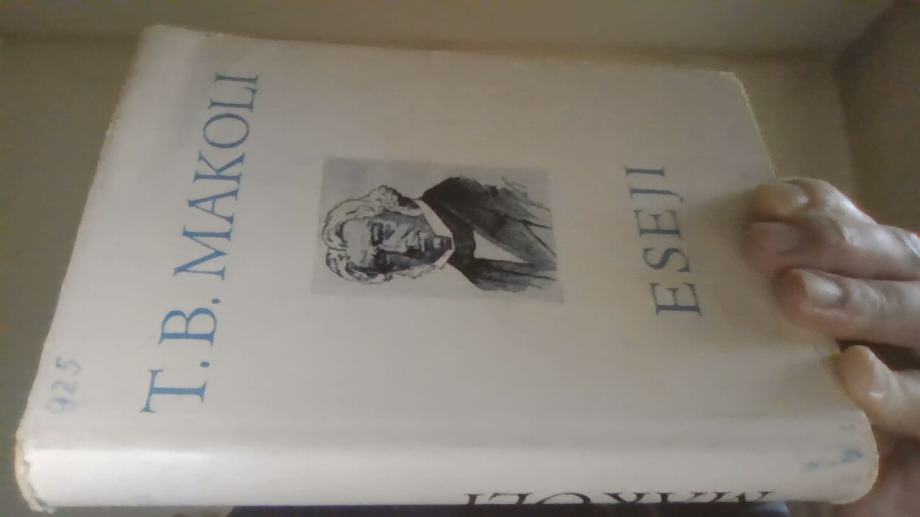 925
T. B. MAKOLI
ESEJI
MAKOLI